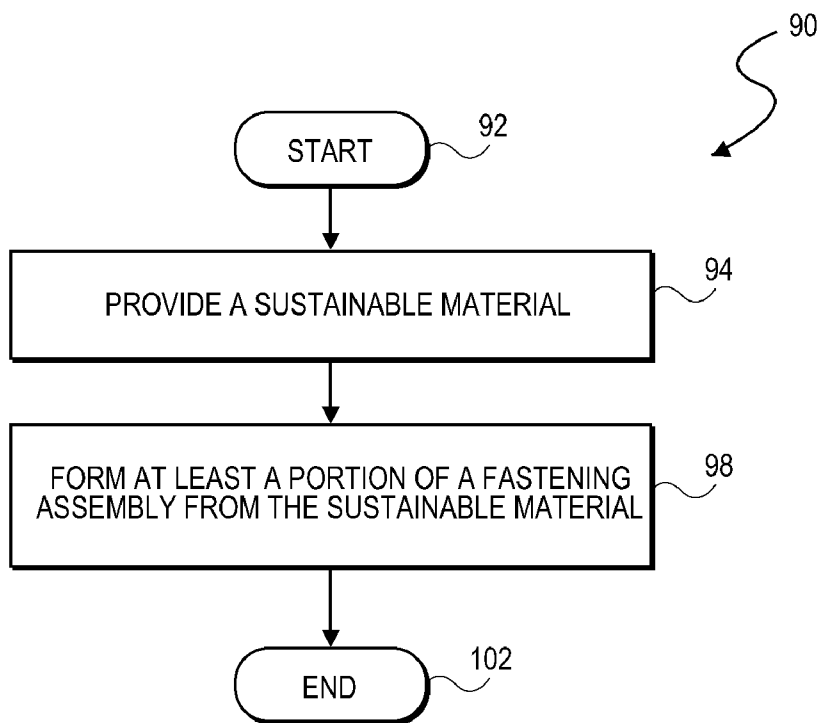 90
START
92
PROVIDE A SUSTAINABLE MATERIAL
94
FORM AT LEAST A PORTION OF A FASTENING
ASSEMBLY FROM THE SUSTAINABLE MATERIAL
98
END
102